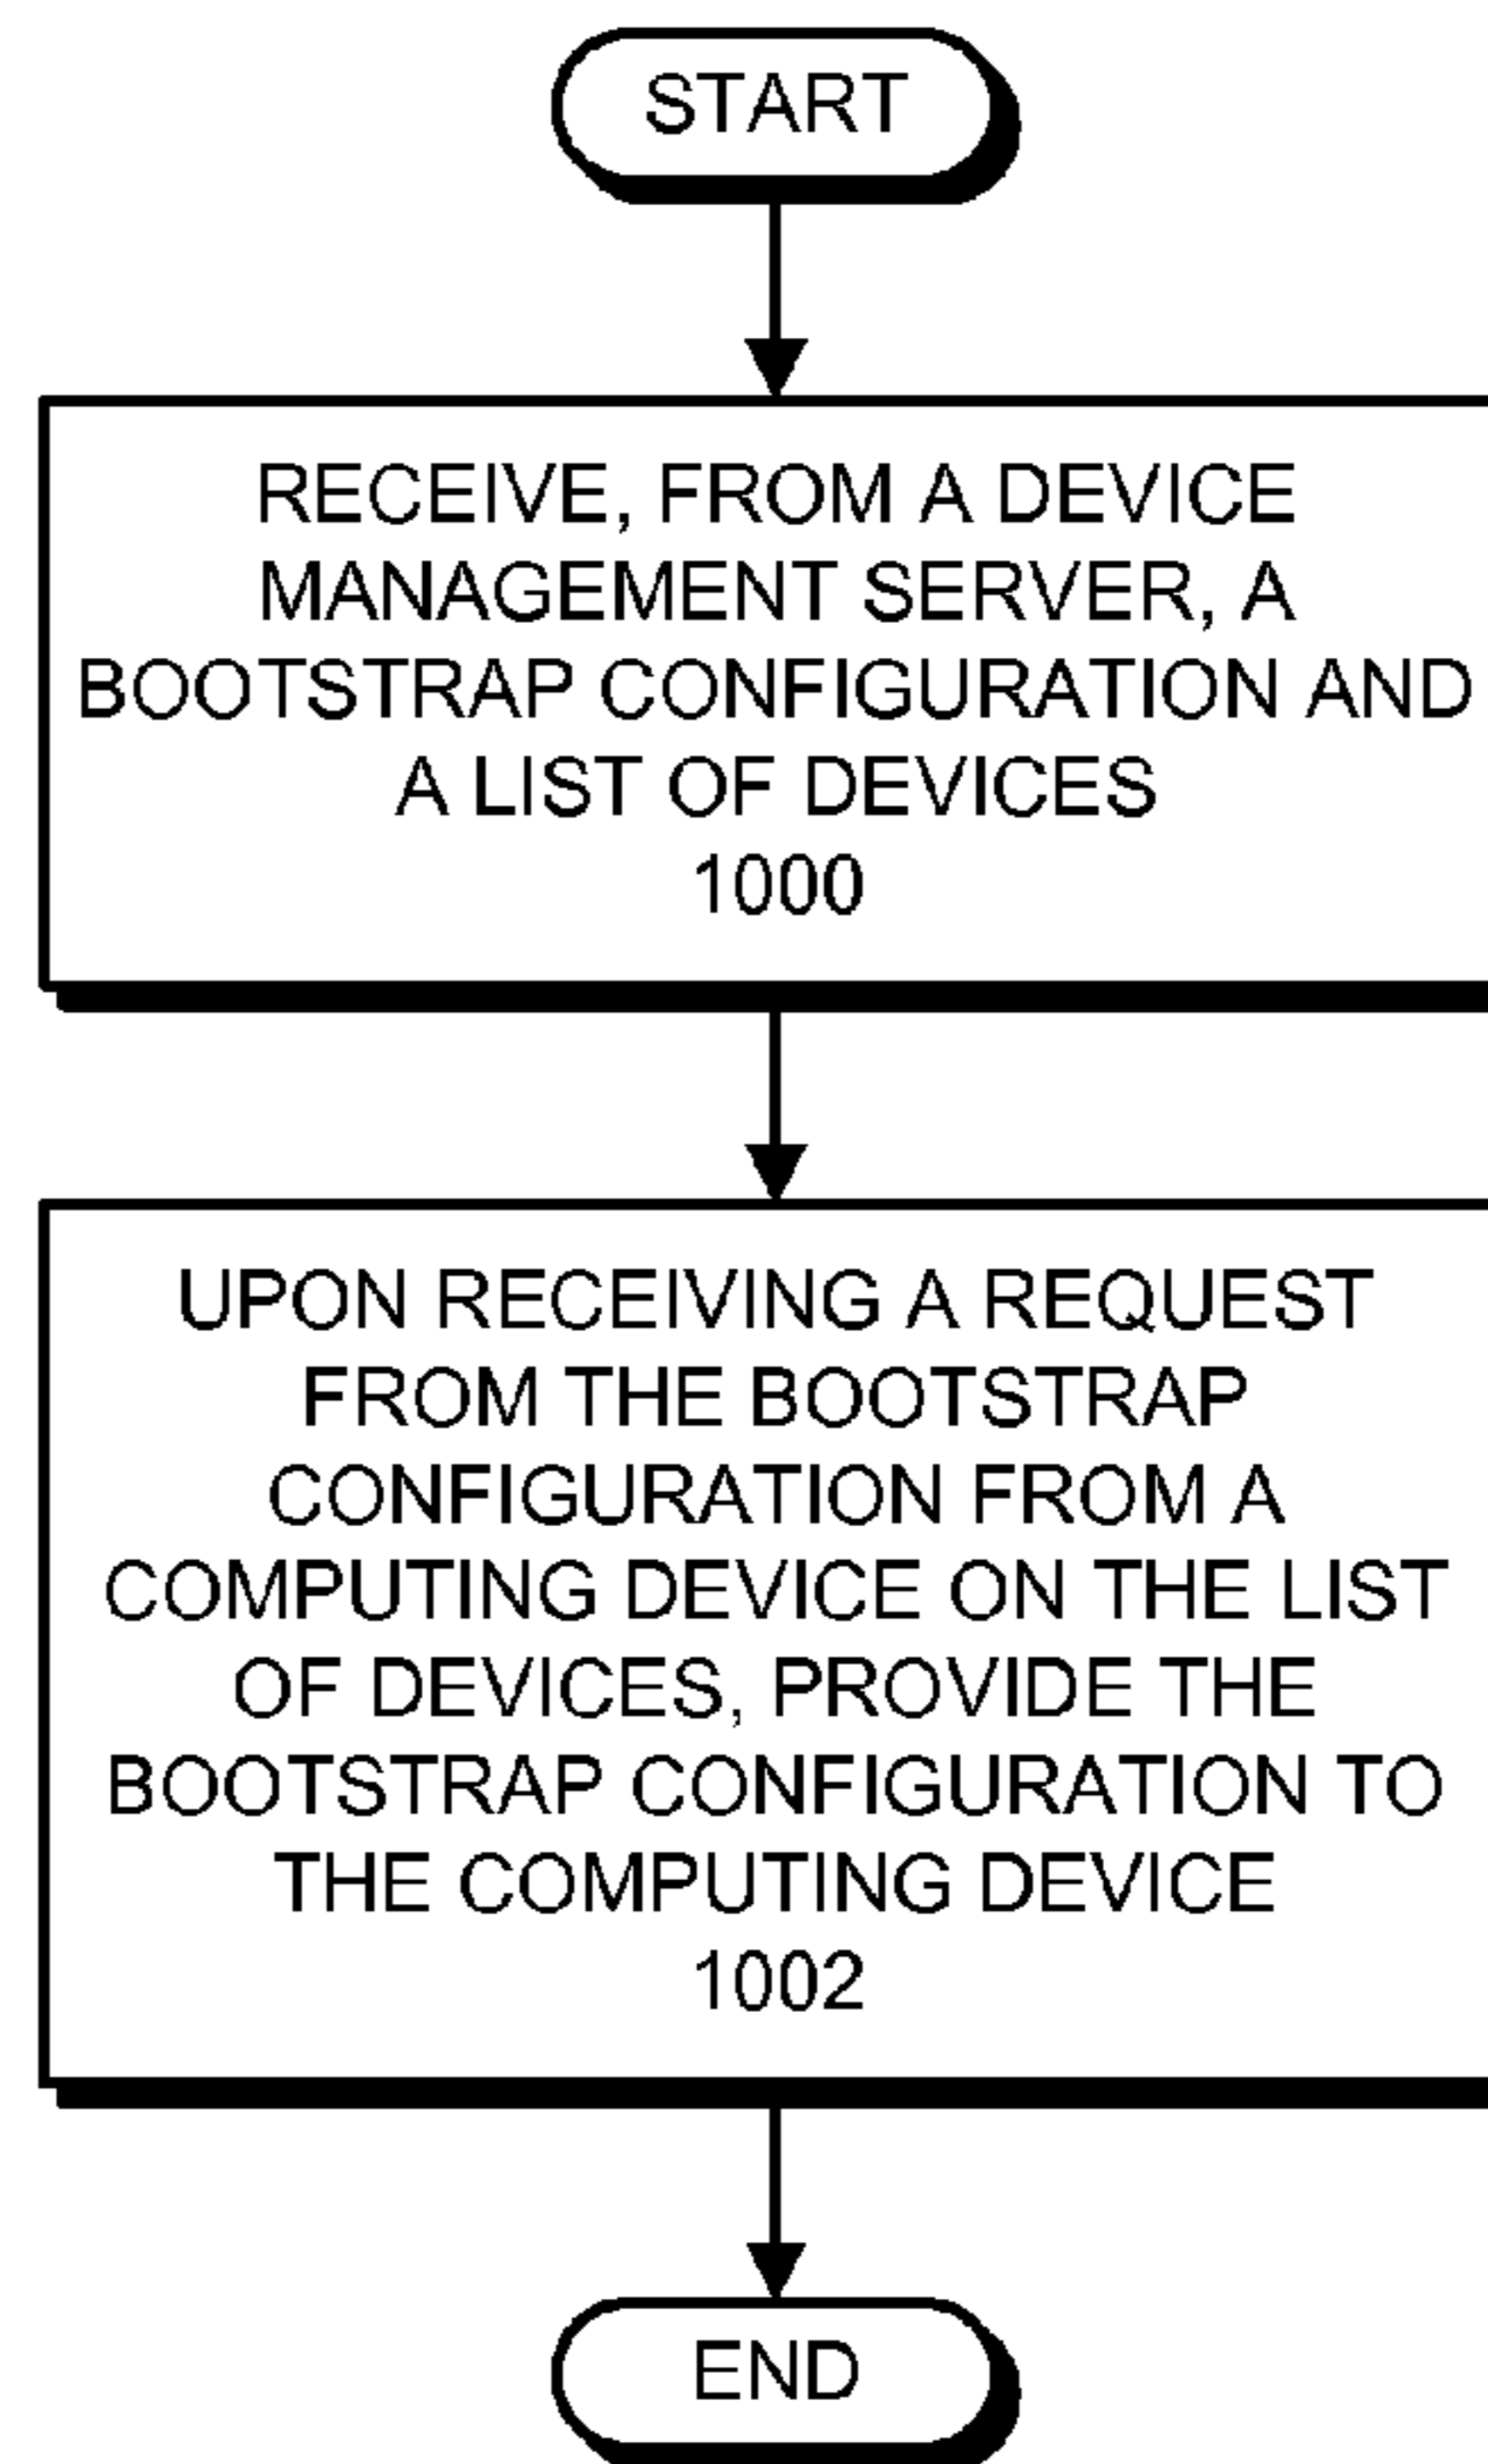 START
RECEIVE, FROM A DEVICE
MANAGEMENT SERVER, A
BOOTSTRAP CONFIGURATION AND
A LIST OF DEVICES
1000
UPON RECEIVING A REQUEST
FROM THE BOOTSTRAP
CONFIGURATION FROM A
COMPUTING DEVICE ON THE LIST
OF DEVICES, PROVIDE THE
BOOTSTRAP CONFIGURATION TO
THE COMPUTING DEVICE
1002
END